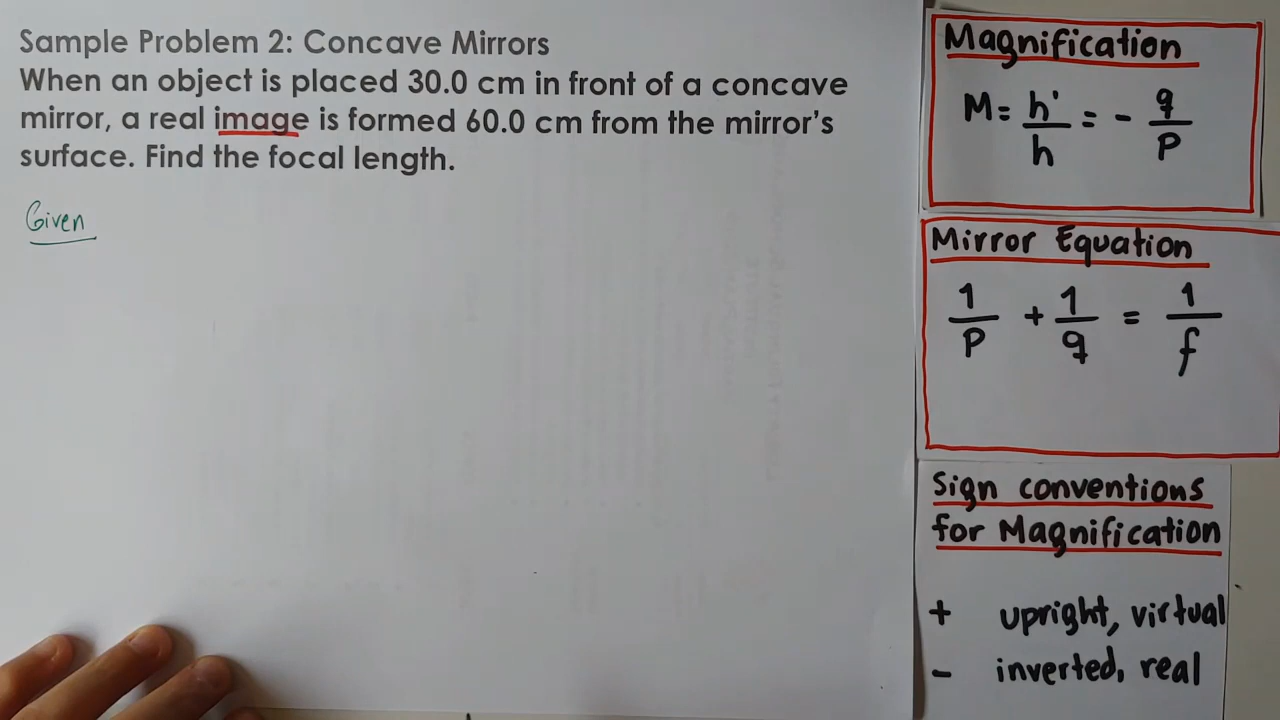 Sample Problem 2: Concave Mirrors
When an object is placed 30.0 cm in front of a concave
mirror, a real image is formed 60.0 cm from the mirror's
surface. Find the focal length.
Given
Magnification
M = h'/h = - q/p
Mirror Equation
1/p + 1/q = 1/f
Sign conventions
for Magnification
+ upright, virtual
- inverted, real